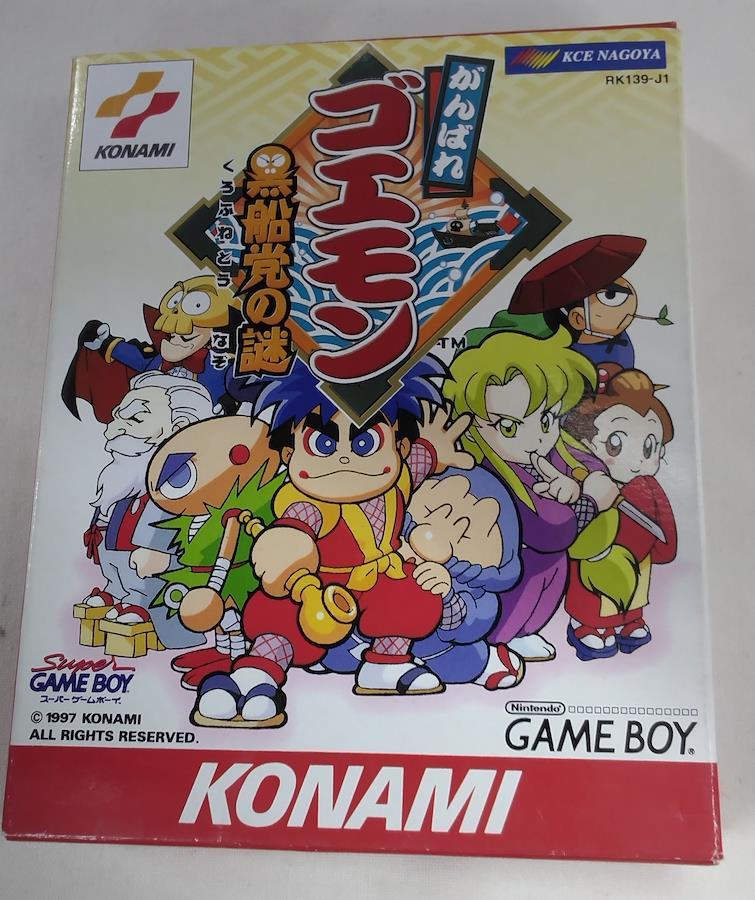 KONAMI
KCE NAGOYA
RK139-J1
がんばれ
ゴエモン
黒船党の謎
くろふねとう なぞ
TM
Super
GAME BOY
スーパーゲームボーイ
© 1997 KONAMI
ALL RIGHTS RESERVED.
Nintendo
GAME BOY
KONAMI